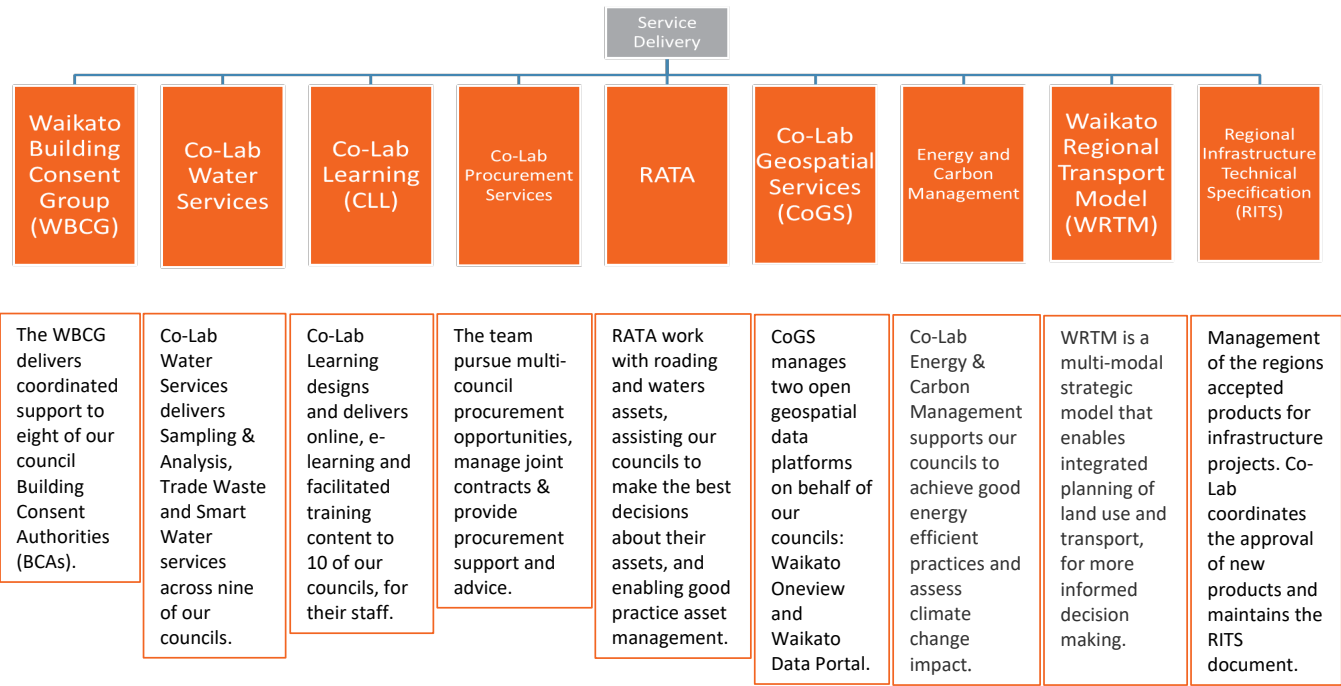 Service
Delivery
Waikato
Building
Consent
Group
(WBCG)
Co-Lab
Water
Services
Co-Lab
Learning
(CLL)
Co-Lab
Procurement
Services
RATA
Co-Lab
Geospatial
Services
(CoGS)
Energy and
Carbon
Management
Waikato
Regional
Transport
Model
(WRTM)
Regional
Infrastructure
Technical
Specification
(RITS)
The WBCG
delivers
coordinated
support to
eight of our
council
Building
Consent
Authorities
(BCAs).
Co-Lab
Water
Services
delivers
Sampling &
Analysis,
Trade Waste
and Smart
Water
services
across nine
of our
councils.
Co-Lab
Learning
designs
and delivers
online, e-
learning and
facilitated
training
content to
10 of our
councils, for
their staff.
The team
pursue multi-
council
procurement
opportunities,
manage joint
contracts &
provide
procurement
support and
advice.
RATA work
with roading
and waters
assets,
assisting our
councils to
make the best
decisions
about their
assets, and
enabling good
practice asset
management.
CoGS
manages
two open
geospatial
data
platforms
on behalf of
our
councils:
Waikato
Oneview
and
Waikato
Data Portal.
Co-Lab
Energy &
Carbon
Management
supports our
councils to
achieve good
energy
efficient
practices and
assess
climate
change
impact.
WRTM is a
multi-modal
strategic
model that
enables
integrated
planning of
land use and
transport,
for more
informed
decision
making.
Management
of the regions
accepted
products for
infrastructure
projects. Co-
Lab
coordinates
the approval
of new
products and
maintains the
RITS
document.